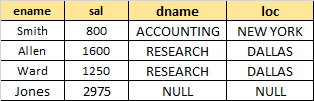 ename sal dname loc
Smith 800 ACCOUNTING NEW YORK
Allen 1600 RESEARCH DALLAS
Ward 1250 RESEARCH DALLAS
Jones 2975 NULL NULL